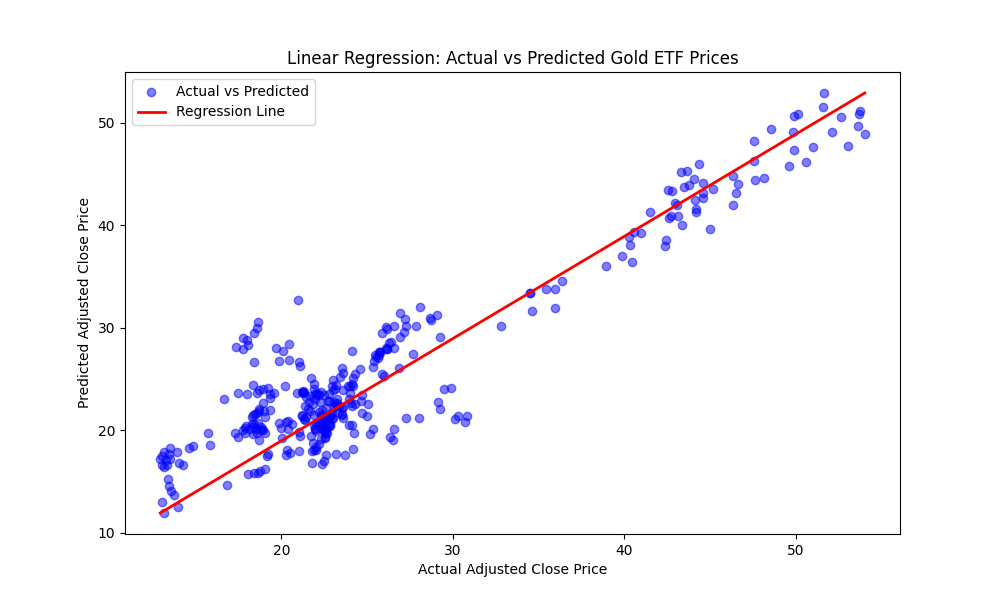 Linear Regression: Actual vs Predicted Gold ETF Prices
Actual vs Predicted
Regression Line
Predicted Adjusted Close Price
50
40
30
20
10
20
30
40
50
Actual Adjusted Close Price